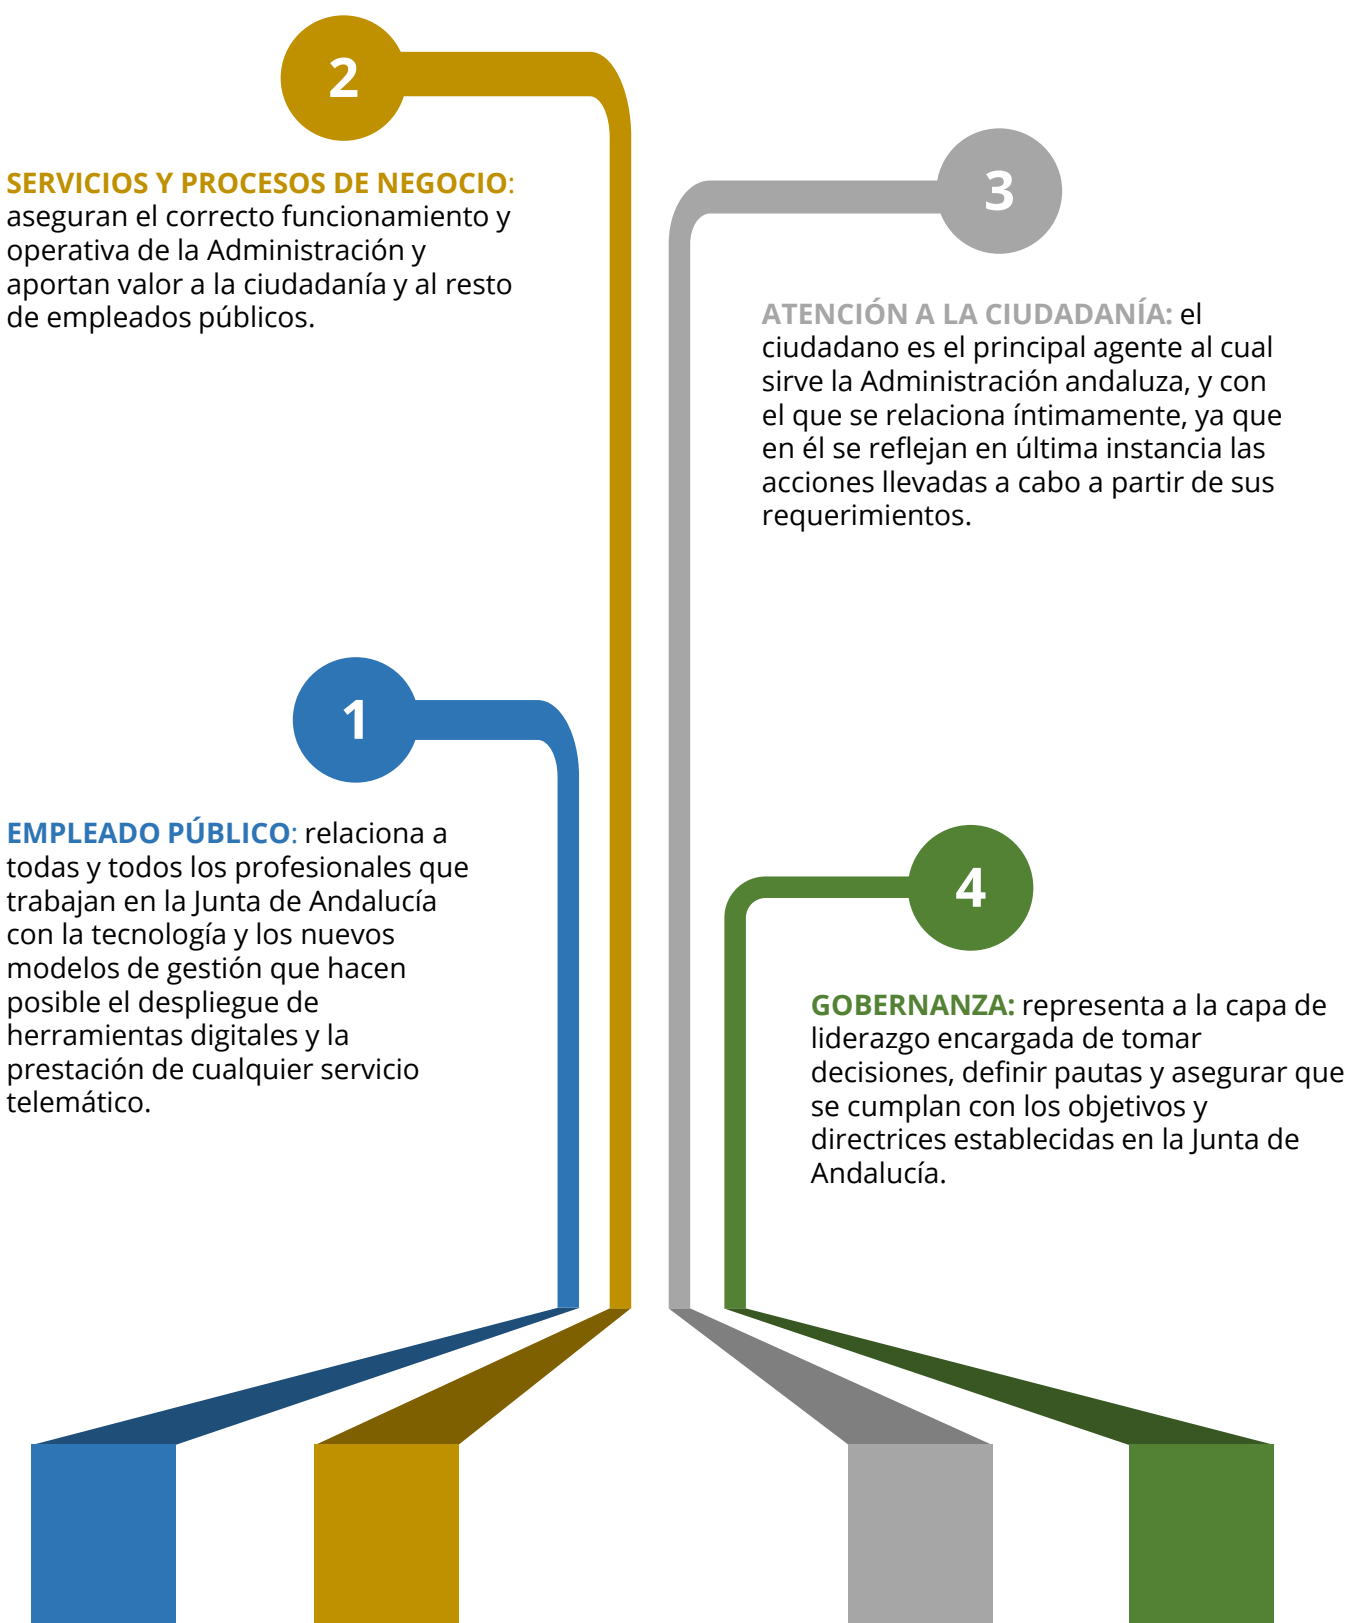 2
SERVICIOS Y PROCESOS DE NEGOCIO:
aseguran el correcto funcionamiento y
operativa de la Administración y
aportan valor a la ciudadanía y al resto
de empleados públicos.
3
ATENCIÓN A LA CIUDADANÍA: el
ciudadano es el principal agente al cual
sirve la Administración andaluza, y con
el que se relaciona íntimamente, ya que
en él se reflejan en última instancia las
acciones llevadas a cabo a partir de sus
requerimientos.
1
EMPLEADO PÚBLICO: relaciona a
todas y todos los profesionales que
trabajan en la Junta de Andalucía
con la tecnología y los nuevos
modelos de gestión que hacen
posible el despliegue de
herramientas digitales y la
prestación de cualquier servicio
telemático.
4
GOBERNANZA: representa a la capa de
liderazgo encargada de tomar
decisiones, definir pautas y asegurar que
se cumplan con los objetivos y
directrices establecidas en la Junta de
Andalucía.